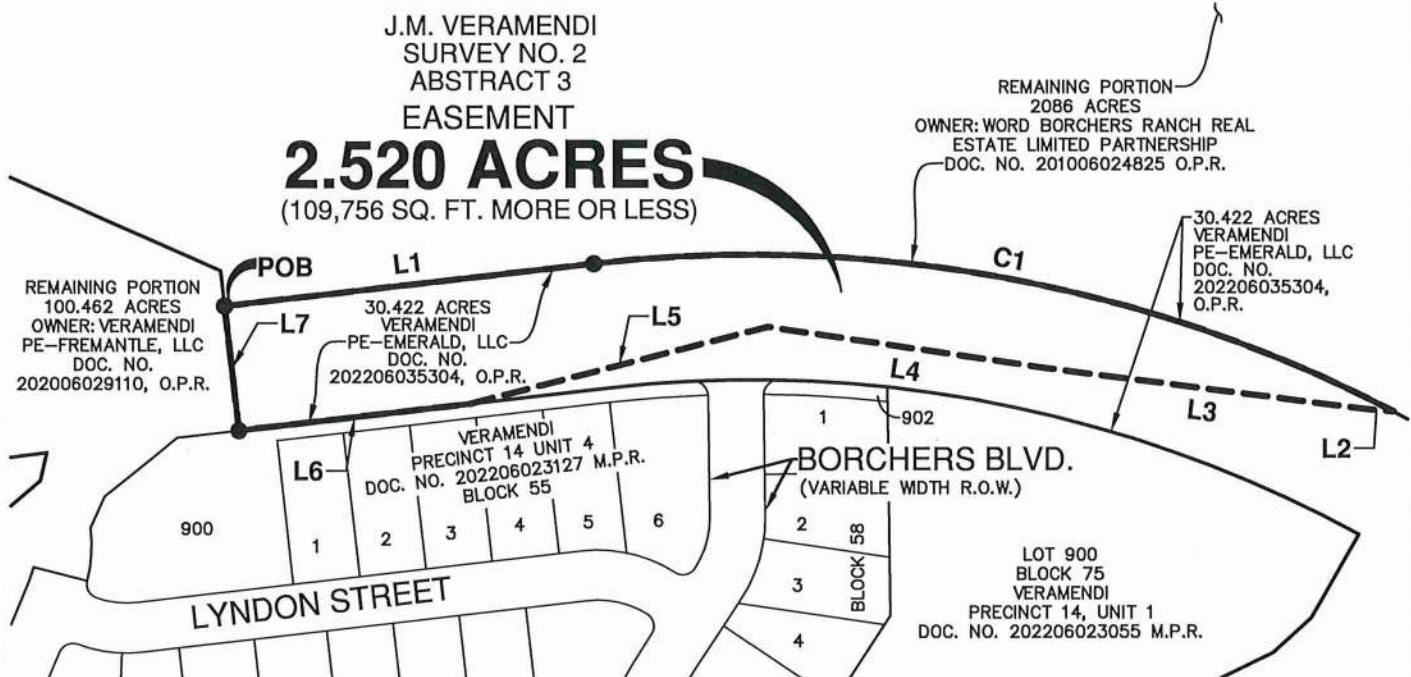 J.M. VERAMENDI
SURVEY NO. 2
ABSTRACT 3
EASEMENT
2.520 ACRES
(109,756 SQ. FT. MORE OR LESS)
REMAINING PORTION
2086 ACRES
OWNER: WORD BORCHERS RANCH REAL
ESTATE LIMITED PARTNERSHIP
DOC. NO. 201006024825 O.P.R.
30.422 ACRES
VERAMENDI
PE-EMERALD, LLC
DOC. NO.
202206035304,
O.P.R.
POB
L1
C1
REMAINING PORTION
100.462 ACRES
OWNER: VERAMENDI
PE-FREMANTLE, LLC
DOC. NO.
202006029110, O.P.R.
L7
30.422 ACRES
VERAMENDI
PE-EMERALD, LLC
DOC. NO.
202206035304, O.P.R.
L5
L4
L3
L2
L6
VERAMENDI
PRECINCT 14 UNIT 4
DOC. NO. 202206023127 M.P.R.
BLOCK 55
900
1
2
3
4
5
6
1
902
BORCHERS BLVD.
(VARIABLE WIDTH R.O.W.)
2
3
4
BLOCK 58
LYNDON STREET
LOT 900
BLOCK 75
VERAMENDI
PRECINCT 14, UNIT 1
DOC. NO. 202206023055 M.P.R.